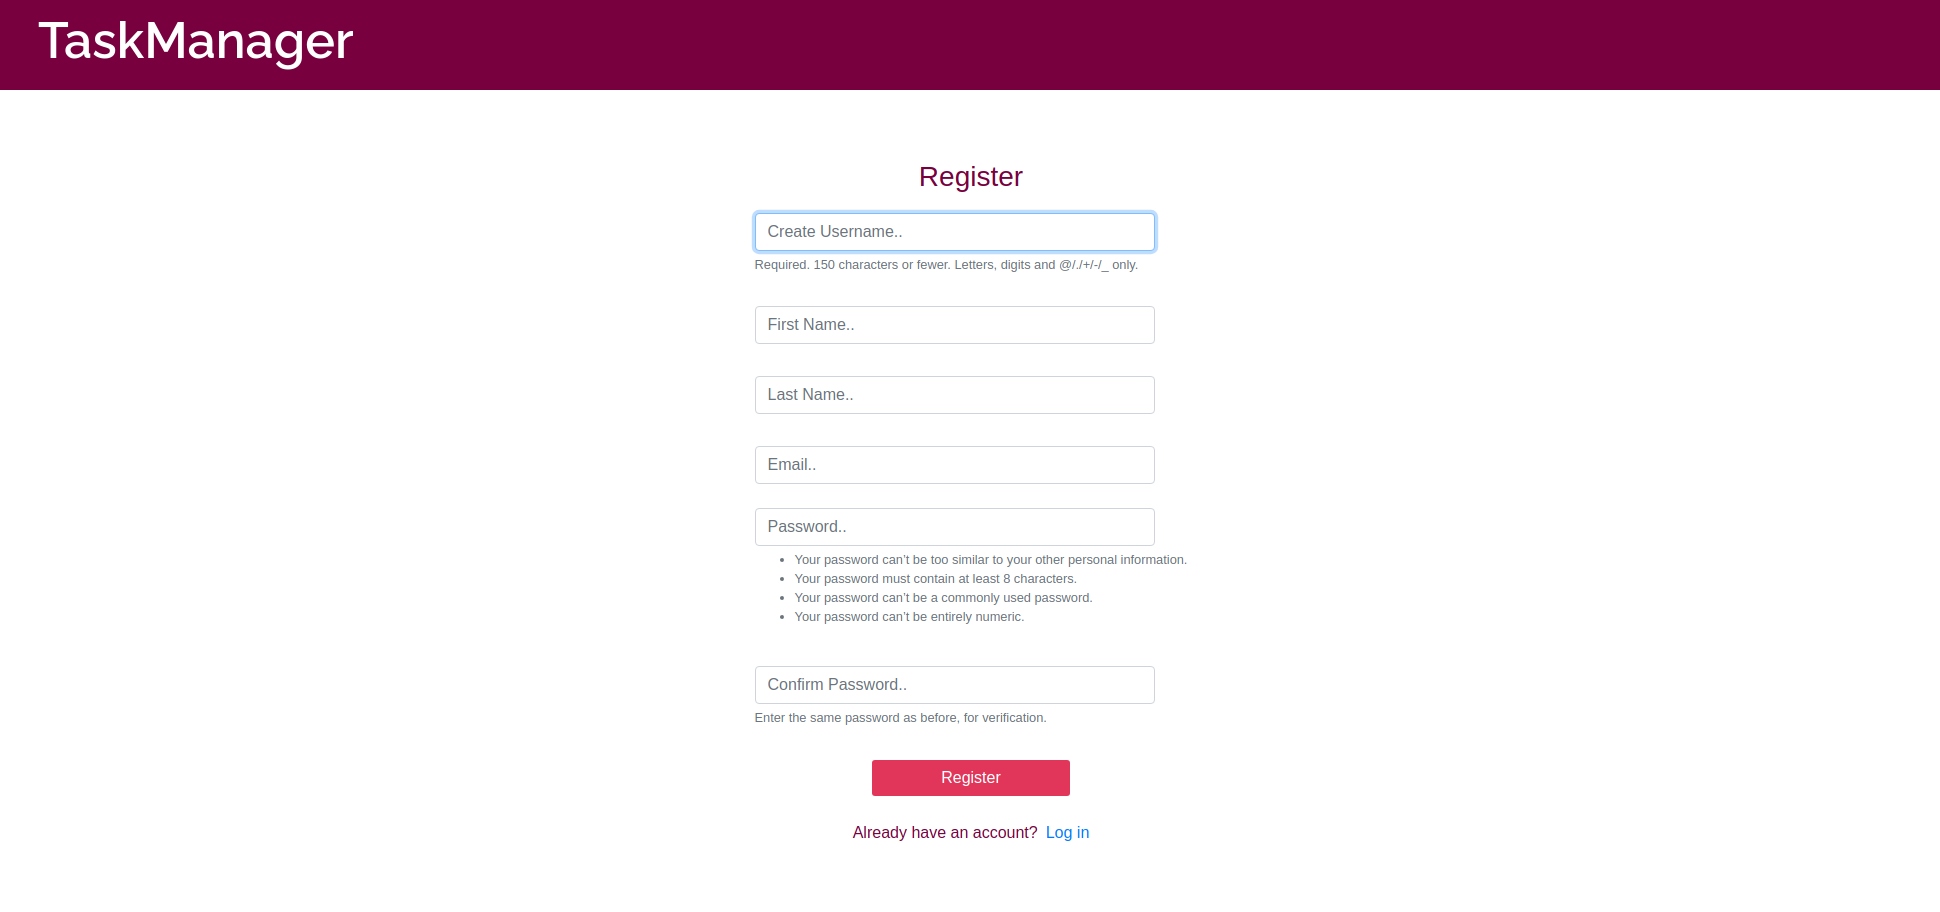 TaskManager
Register
Create Username..
Required. 150 characters or fewer. Letters, digits and @/./+/-/_ only.
First Name..
Last Name..
Email..
Password..
• Your password can’t be too similar to your other personal information.
• Your password must contain at least 8 characters.
• Your password can’t be a commonly used password.
• Your password can’t be entirely numeric.
Confirm Password..
Enter the same password as before, for verification.
Register
Already have an account? Log in